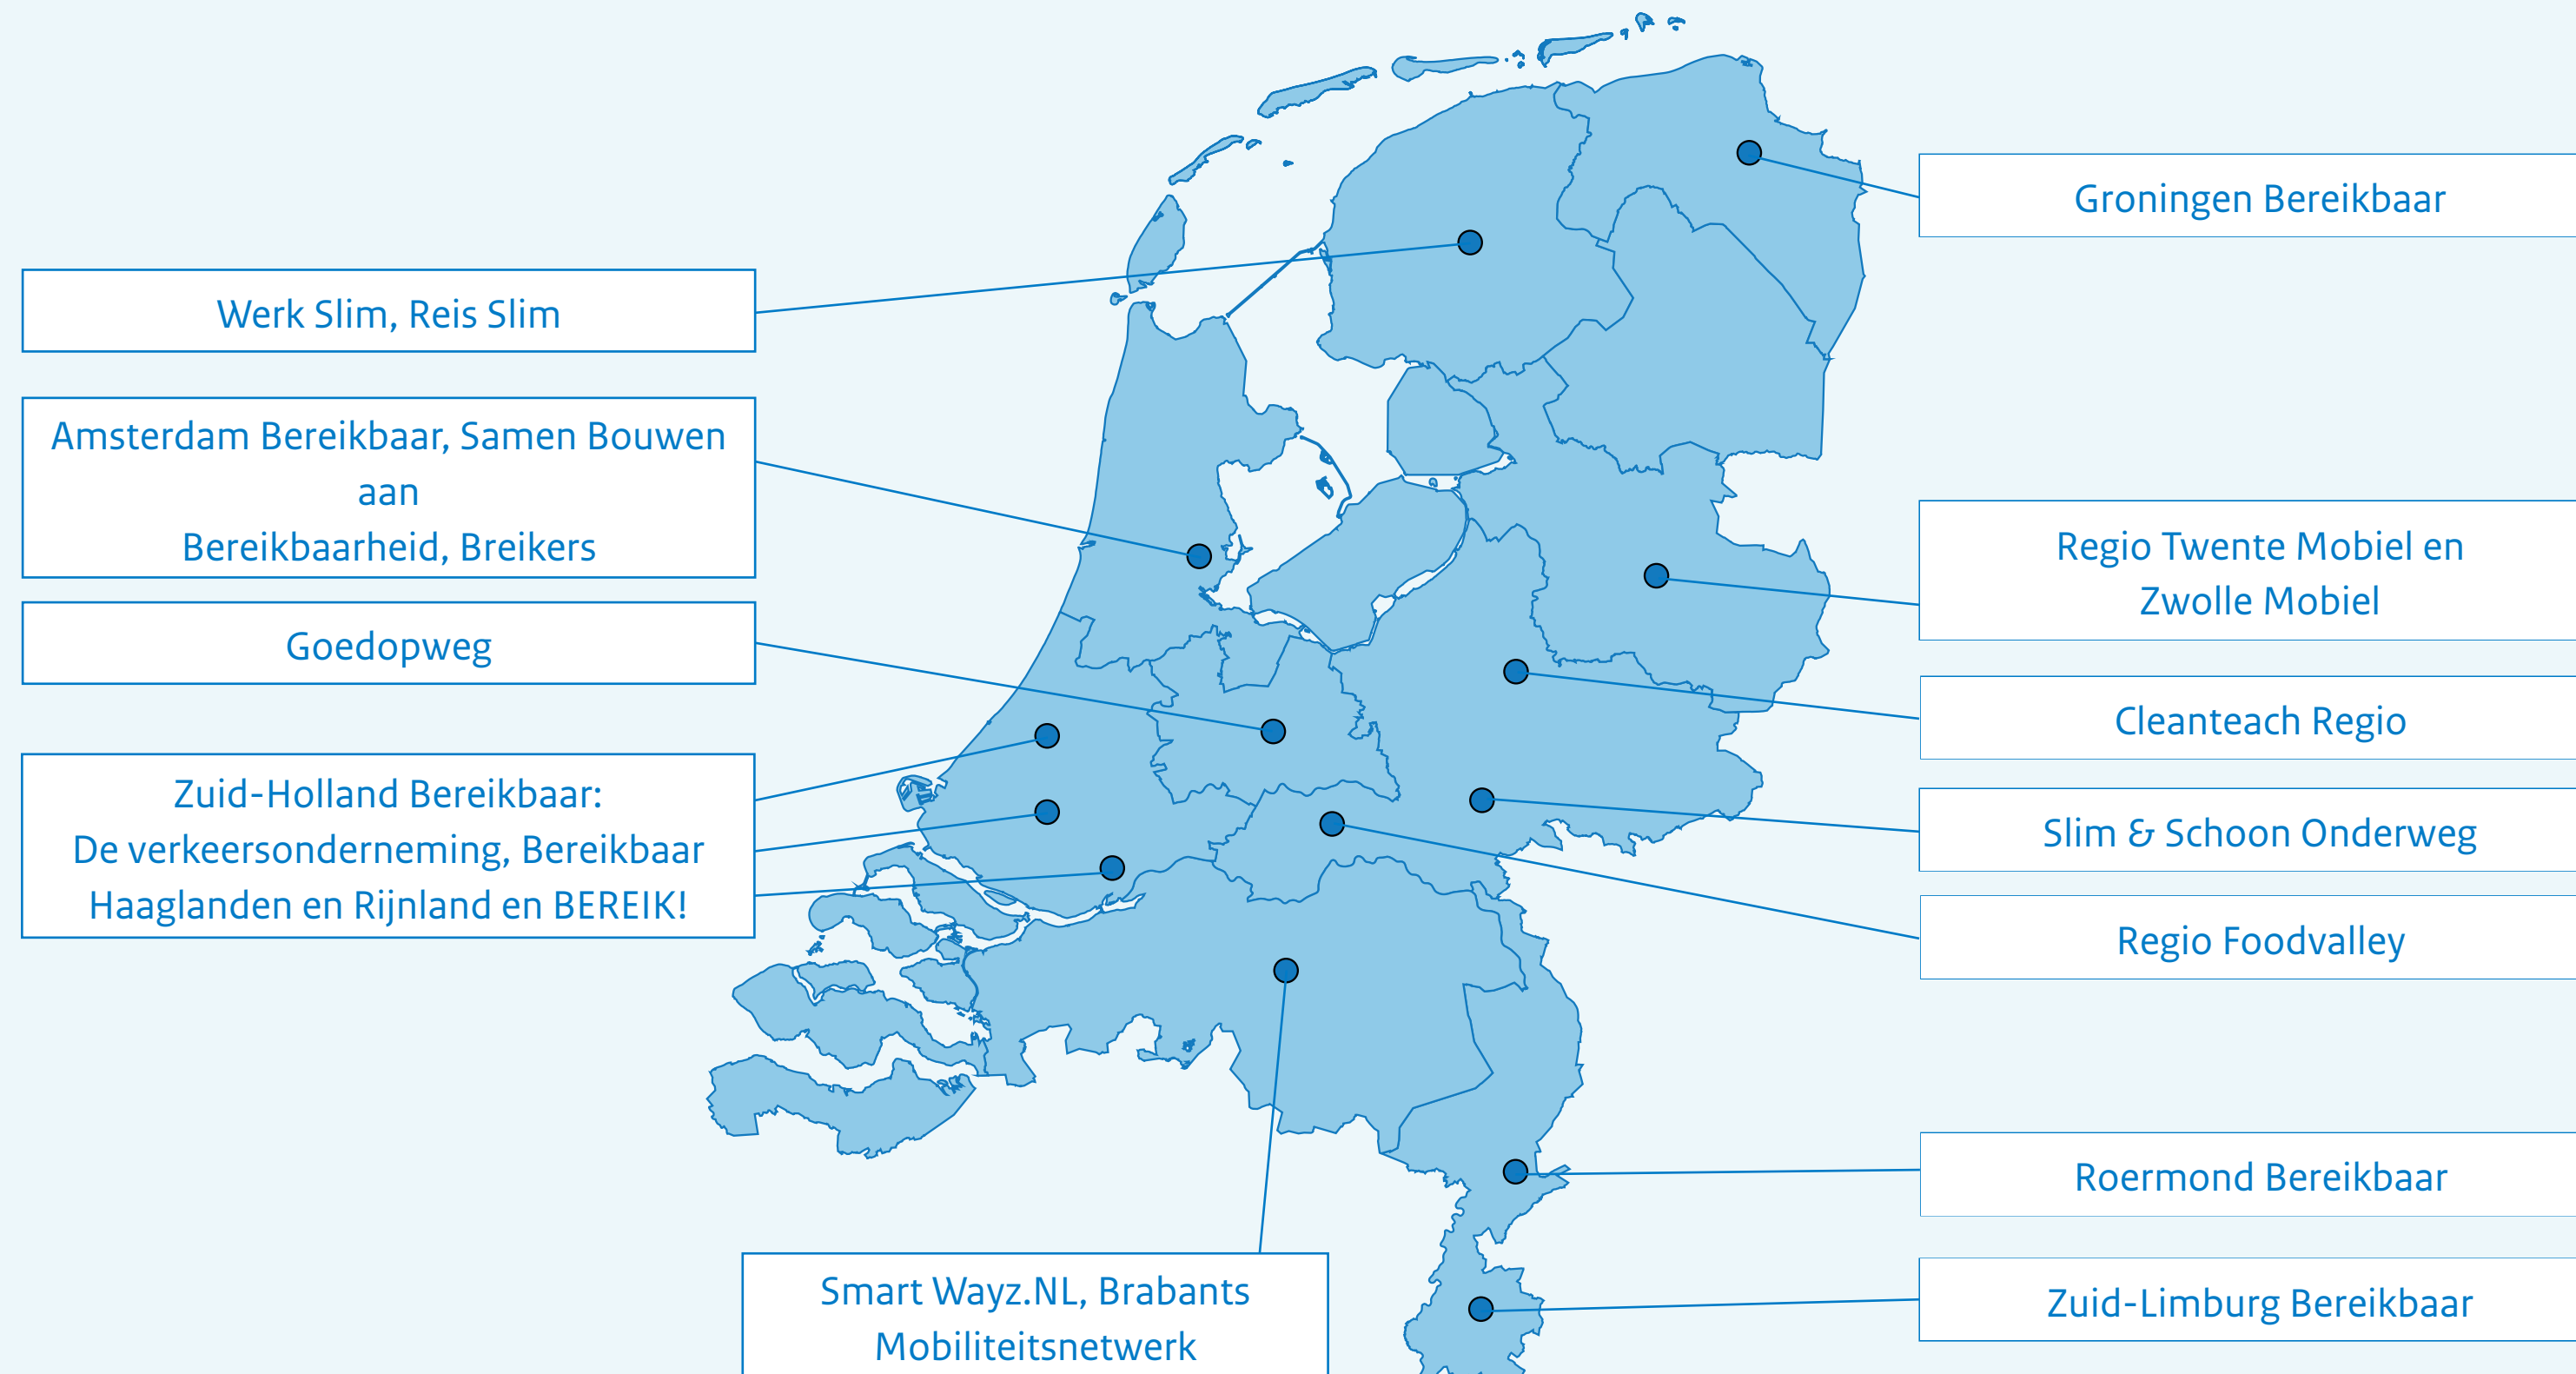 Groningen Bereikbaar
Werk Slim, Reis Slim
Amsterdam Bereikbaar, Samen Bouwen
aan
Bereikbaarheid, Breikers
Regio Twente Mobiel en
Zwolle Mobiel
Goedopweg
Cleanteach Regio
Zuid-Holland Bereikbaar:
De verkeersonderneming, Bereikbaar
Haaglanden en Rijnland en BEREIK!
Slim & Schoon Onderweg
Regio Foodvalley
Roermond Bereikbaar
Smart Wayz.NL, Brabants
Mobiliteitsnetwerk
Zuid-Limburg Bereikbaar